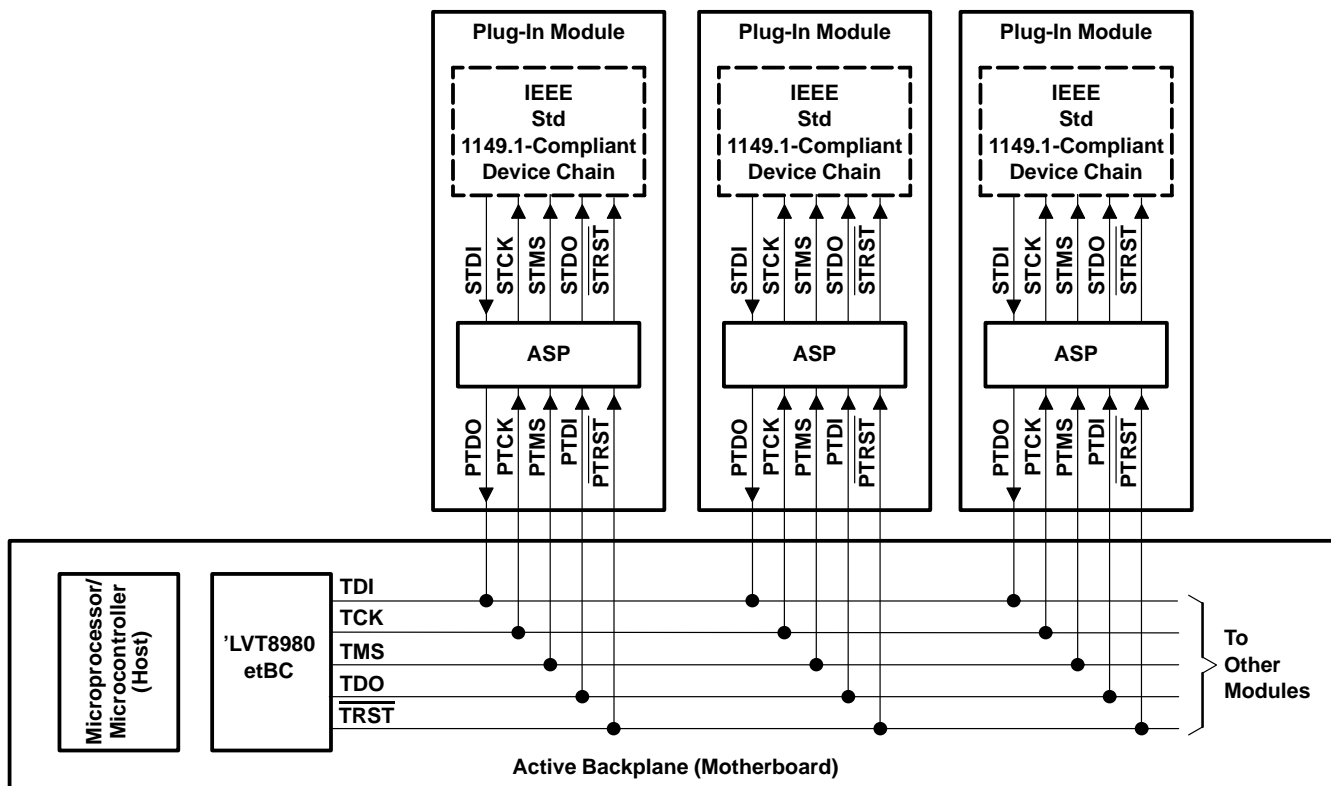 Plug-In Module
IEEE
Std
1149.1-Compliant
Device Chain
STDI
STCK
STMS
STDO
STRST
ASP
PTDO
PTCK
PTMS
PTDI
PTRST
Plug-In Module
IEEE
Std
1149.1-Compliant
Device Chain
STDI
STCK
STMS
STDO
STRST
ASP
PTDO
PTCK
PTMS
PTDI
PTRST
Plug-In Module
IEEE
Std
1149.1-Compliant
Device Chain
STDI
STCK
STMS
STDO
STRST
ASP
PTDO
PTCK
PTMS
PTDI
PTRST
Microprocessor/
Microcontroller
(Host)
’LVT8980
etBC
TDI
TCK
TMS
TDO
TRST
To
Other
Modules
Active Backplane (Motherboard)